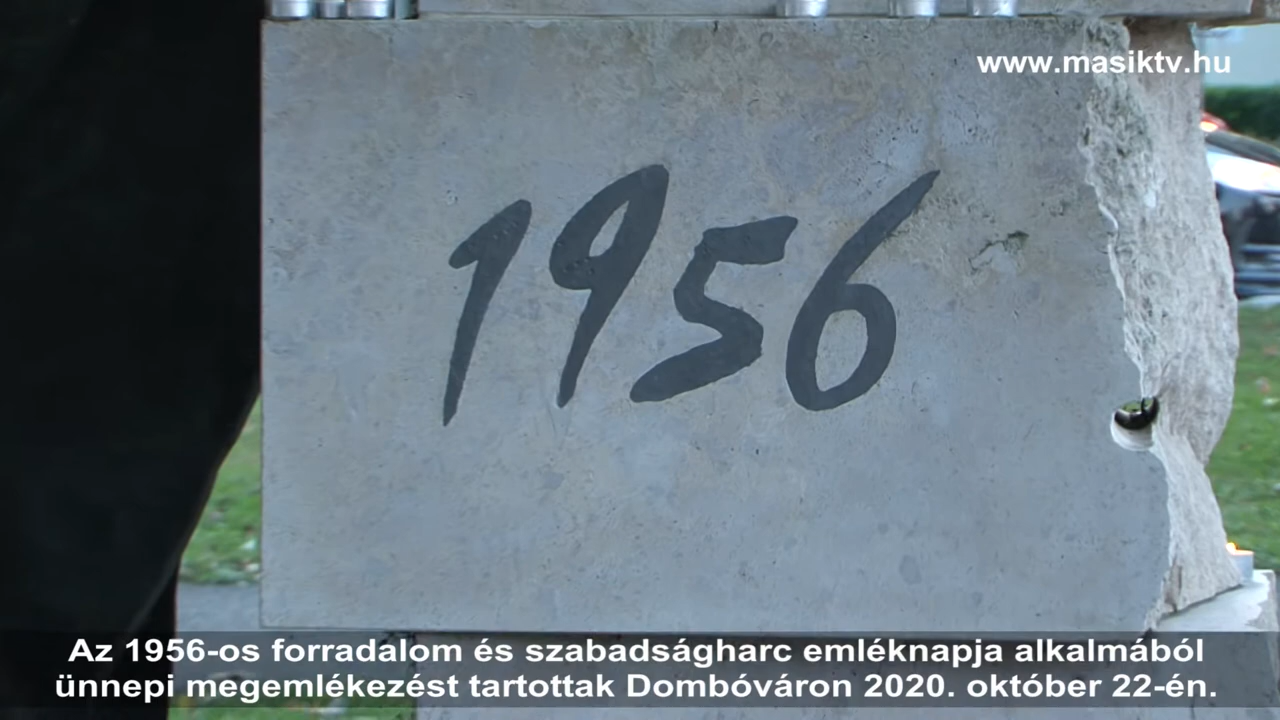 www.masiktv.hu
1956
Az 1956-os forradalom és szabadságharc emléknapja alkalmából
ünnepi megemlékezést tartottak Dombóváron 2020. október 22-én.